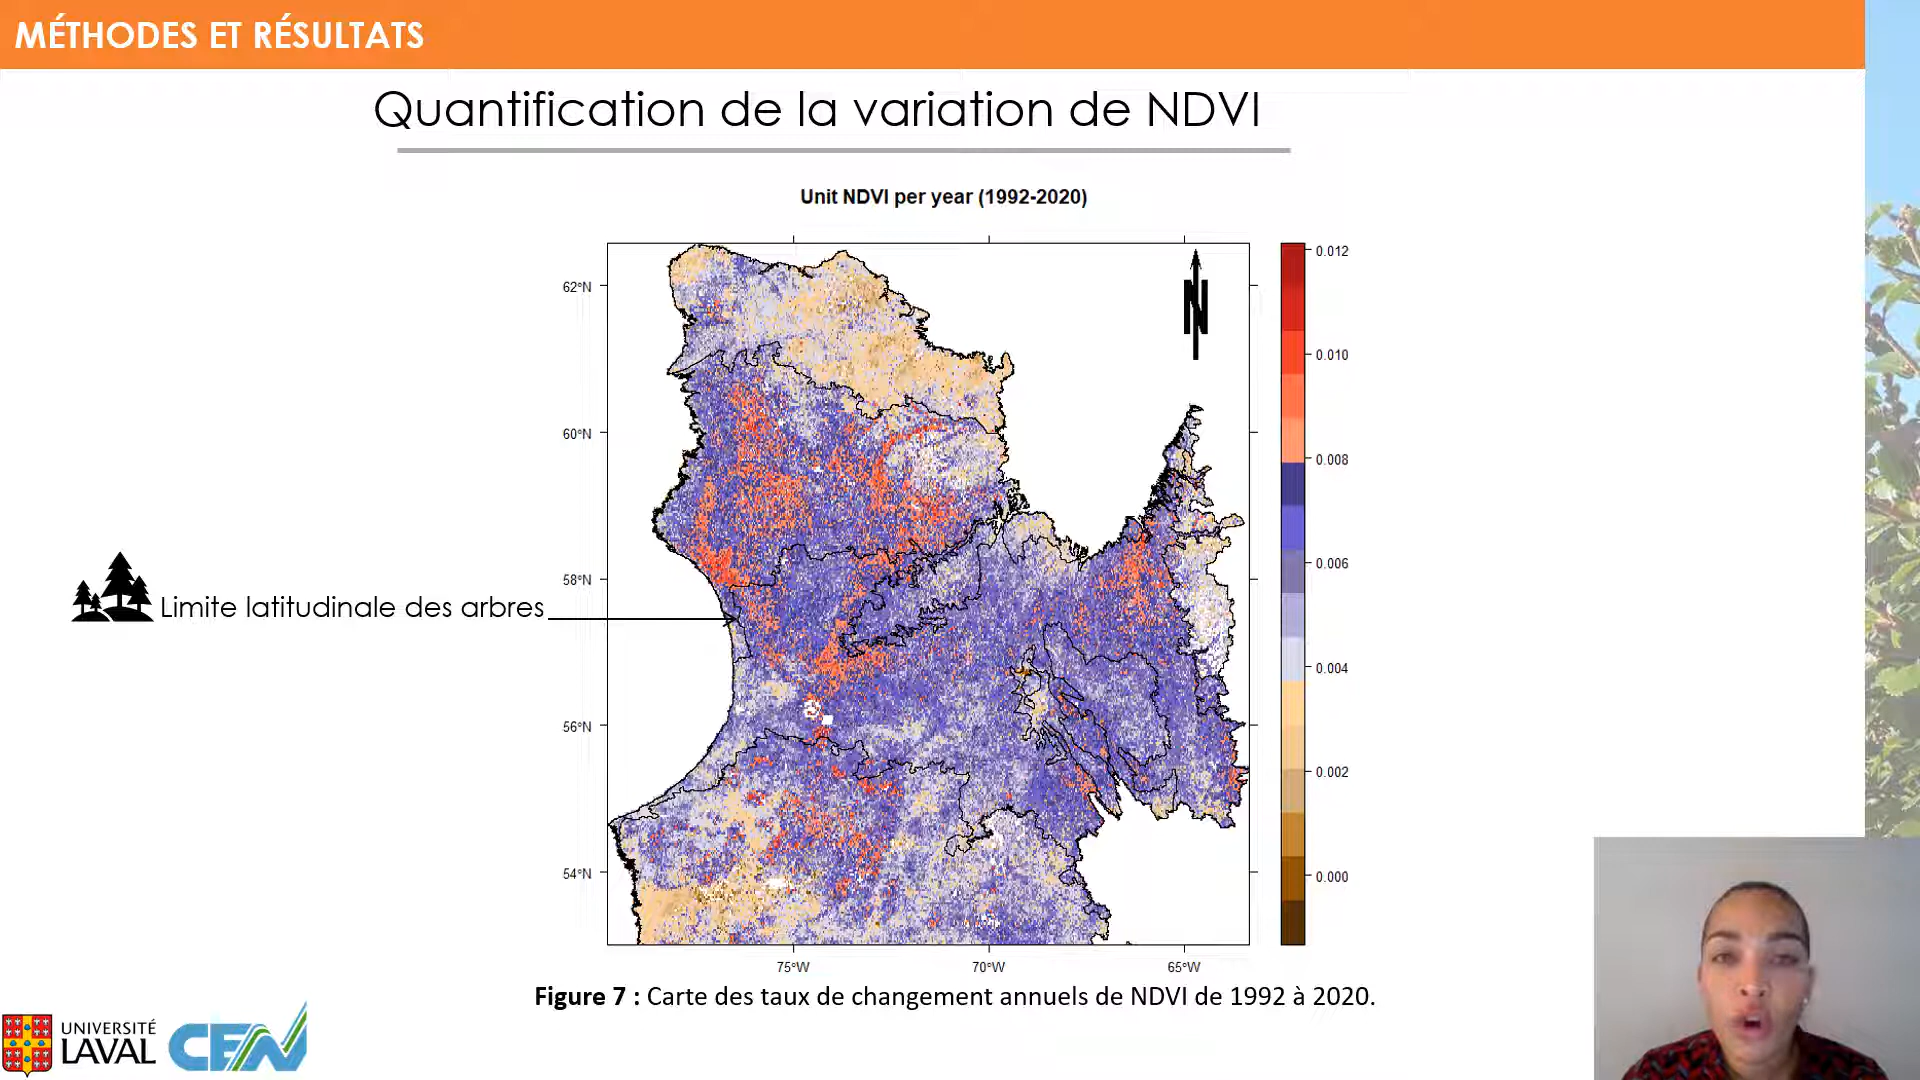 MÉTHODES ET RÉSULTATS
Quantification de la variation de NDVI
Unit NDVI per year (1992-2020)
N
62°N
60°N
58°N
56°N
54°N
75°W
70°W
65°W
0.012
0.010
0.008
0.006
0.004
0.002
0.000
Limite latitudinale des arbres
Figure 7 : Carte des taux de changement annuels de NDVI de 1992 à 2020.
UNIVERSITÉ
LAVAL
CEN